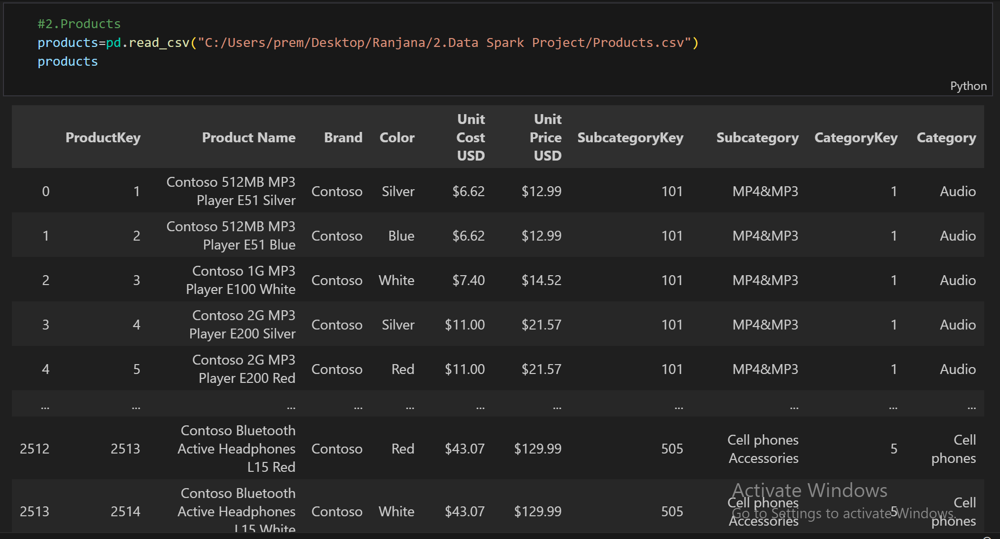 #2.Products
products=pd.read_csv("C:/Users/prem/Desktop/Ranjana/2.Data Spark Project/Products.csv")
products
Python
ProductKey Product Name Brand Color Unit Cost USD Unit Price USD SubcategoryKey Subcategory CategoryKey Category
0 1 Contoso 512MB MP3 Player E51 Silver Contoso Silver $6.62 $12.99 101 MP4&MP3 1 Audio
1 2 Contoso 512MB MP3 Player E51 Blue Contoso Blue $6.62 $12.99 101 MP4&MP3 1 Audio
2 3 Contoso 1G MP3 Player E100 White Contoso White $7.40 $14.52 101 MP4&MP3 1 Audio
3 4 Contoso 2G MP3 Player E200 Silver Contoso Silver $11.00 $21.57 101 MP4&MP3 1 Audio
4 5 Contoso 2G MP3 Player E200 Red Contoso Red $11.00 $21.57 101 MP4&MP3 1 Audio
... ... ... ... ... ... ... ... ... ... ...
2512 2513 Contoso Bluetooth Active Headphones L15 Red Contoso Red $43.07 $129.99 505 Cell phones Accessories 5 Cell phones
2513 2514 Contoso Bluetooth Active Headphones L15 White Contoso White $43.07 $129.99 505 Cell phones Accessories 5 Cell phones
Activate Windows
Go to Settings to activate Windows.